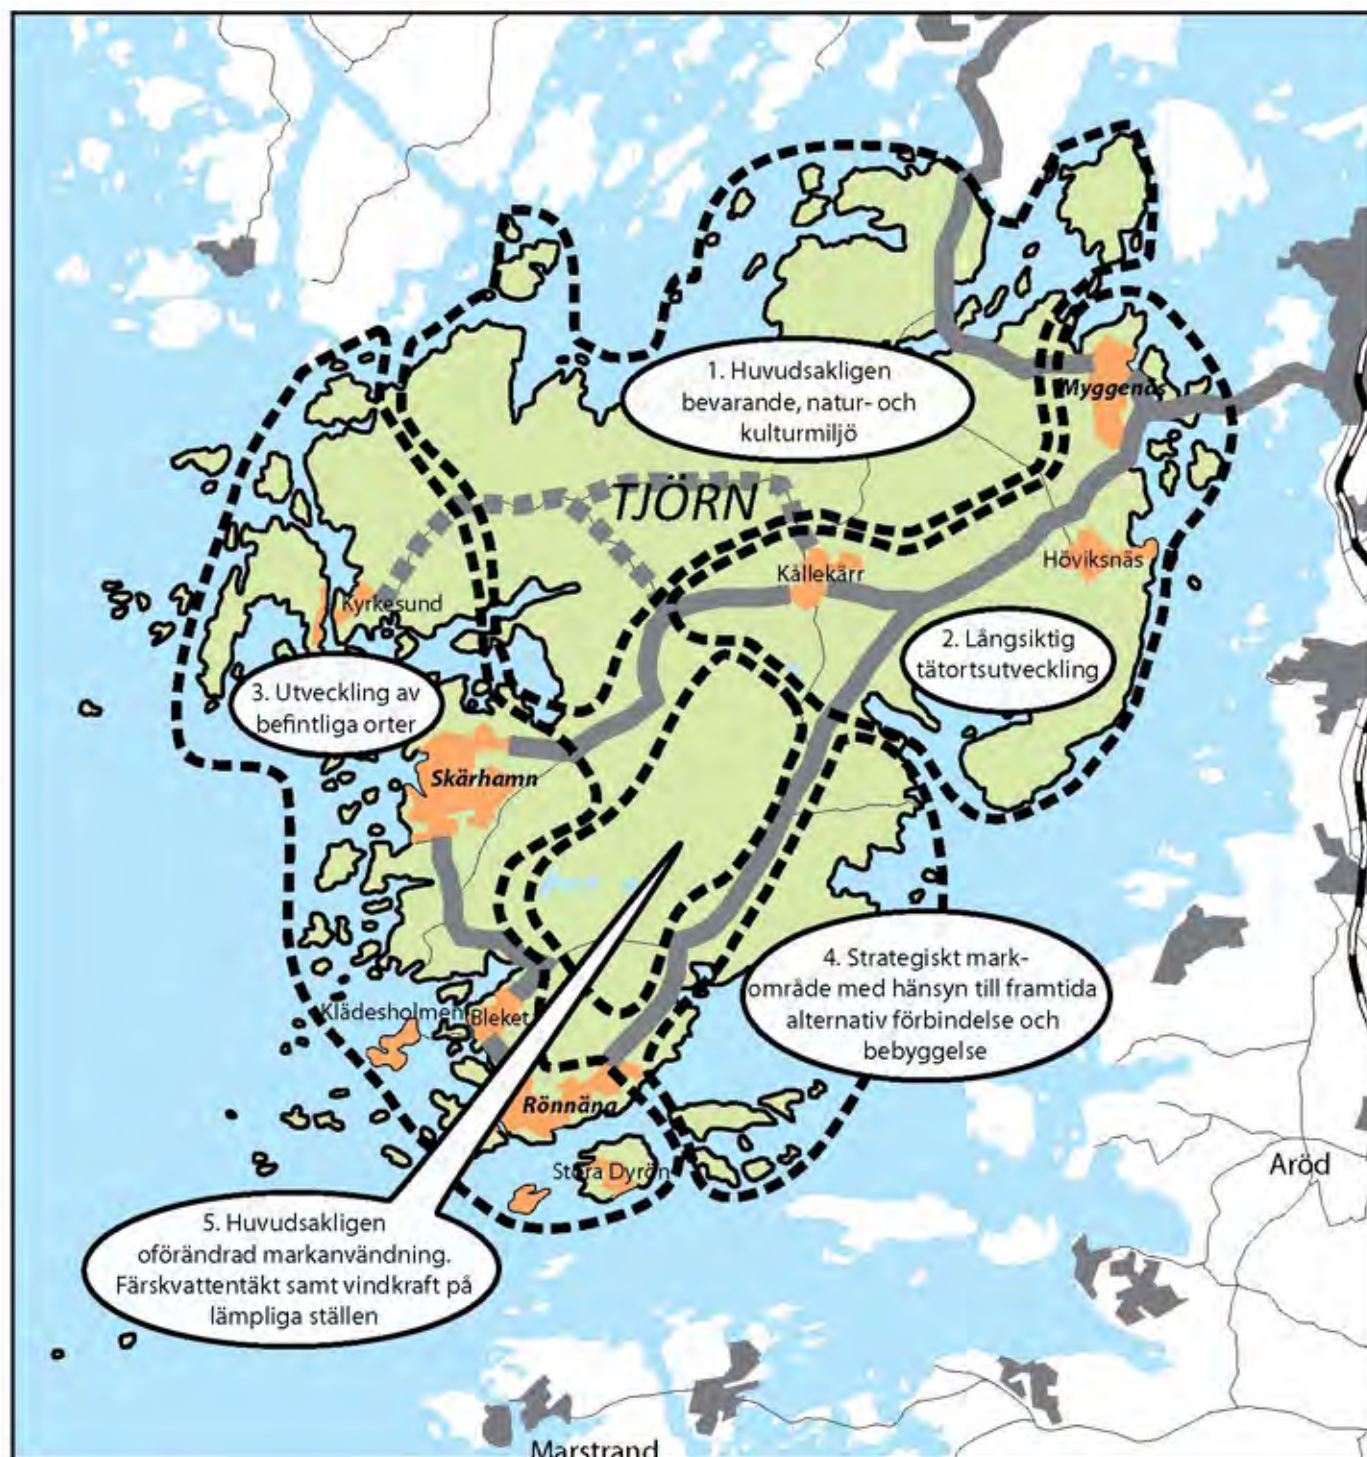 1. Huvudsakligen
bevarande, natur- och
kulturmiljö
Myggenäs
TJÖRN
Kållekärr
Höviksnäs
Kyrkesund
2. Långsiktig
tätortsutveckling
3. Utveckling av
befintliga orter
Skärhamn
4. Strategiskt mark-
område med hänsyn till framtida
alternativ förbindelse och
bebyggelse
Klädesholmen
Bleket
Rönnäng
Stora Dyrön
Aröd
5. Huvudsakligen
oförändrad markanvändning.
Färskvattentäkt samt vindkraft på
lämpliga ställen
Marstrand